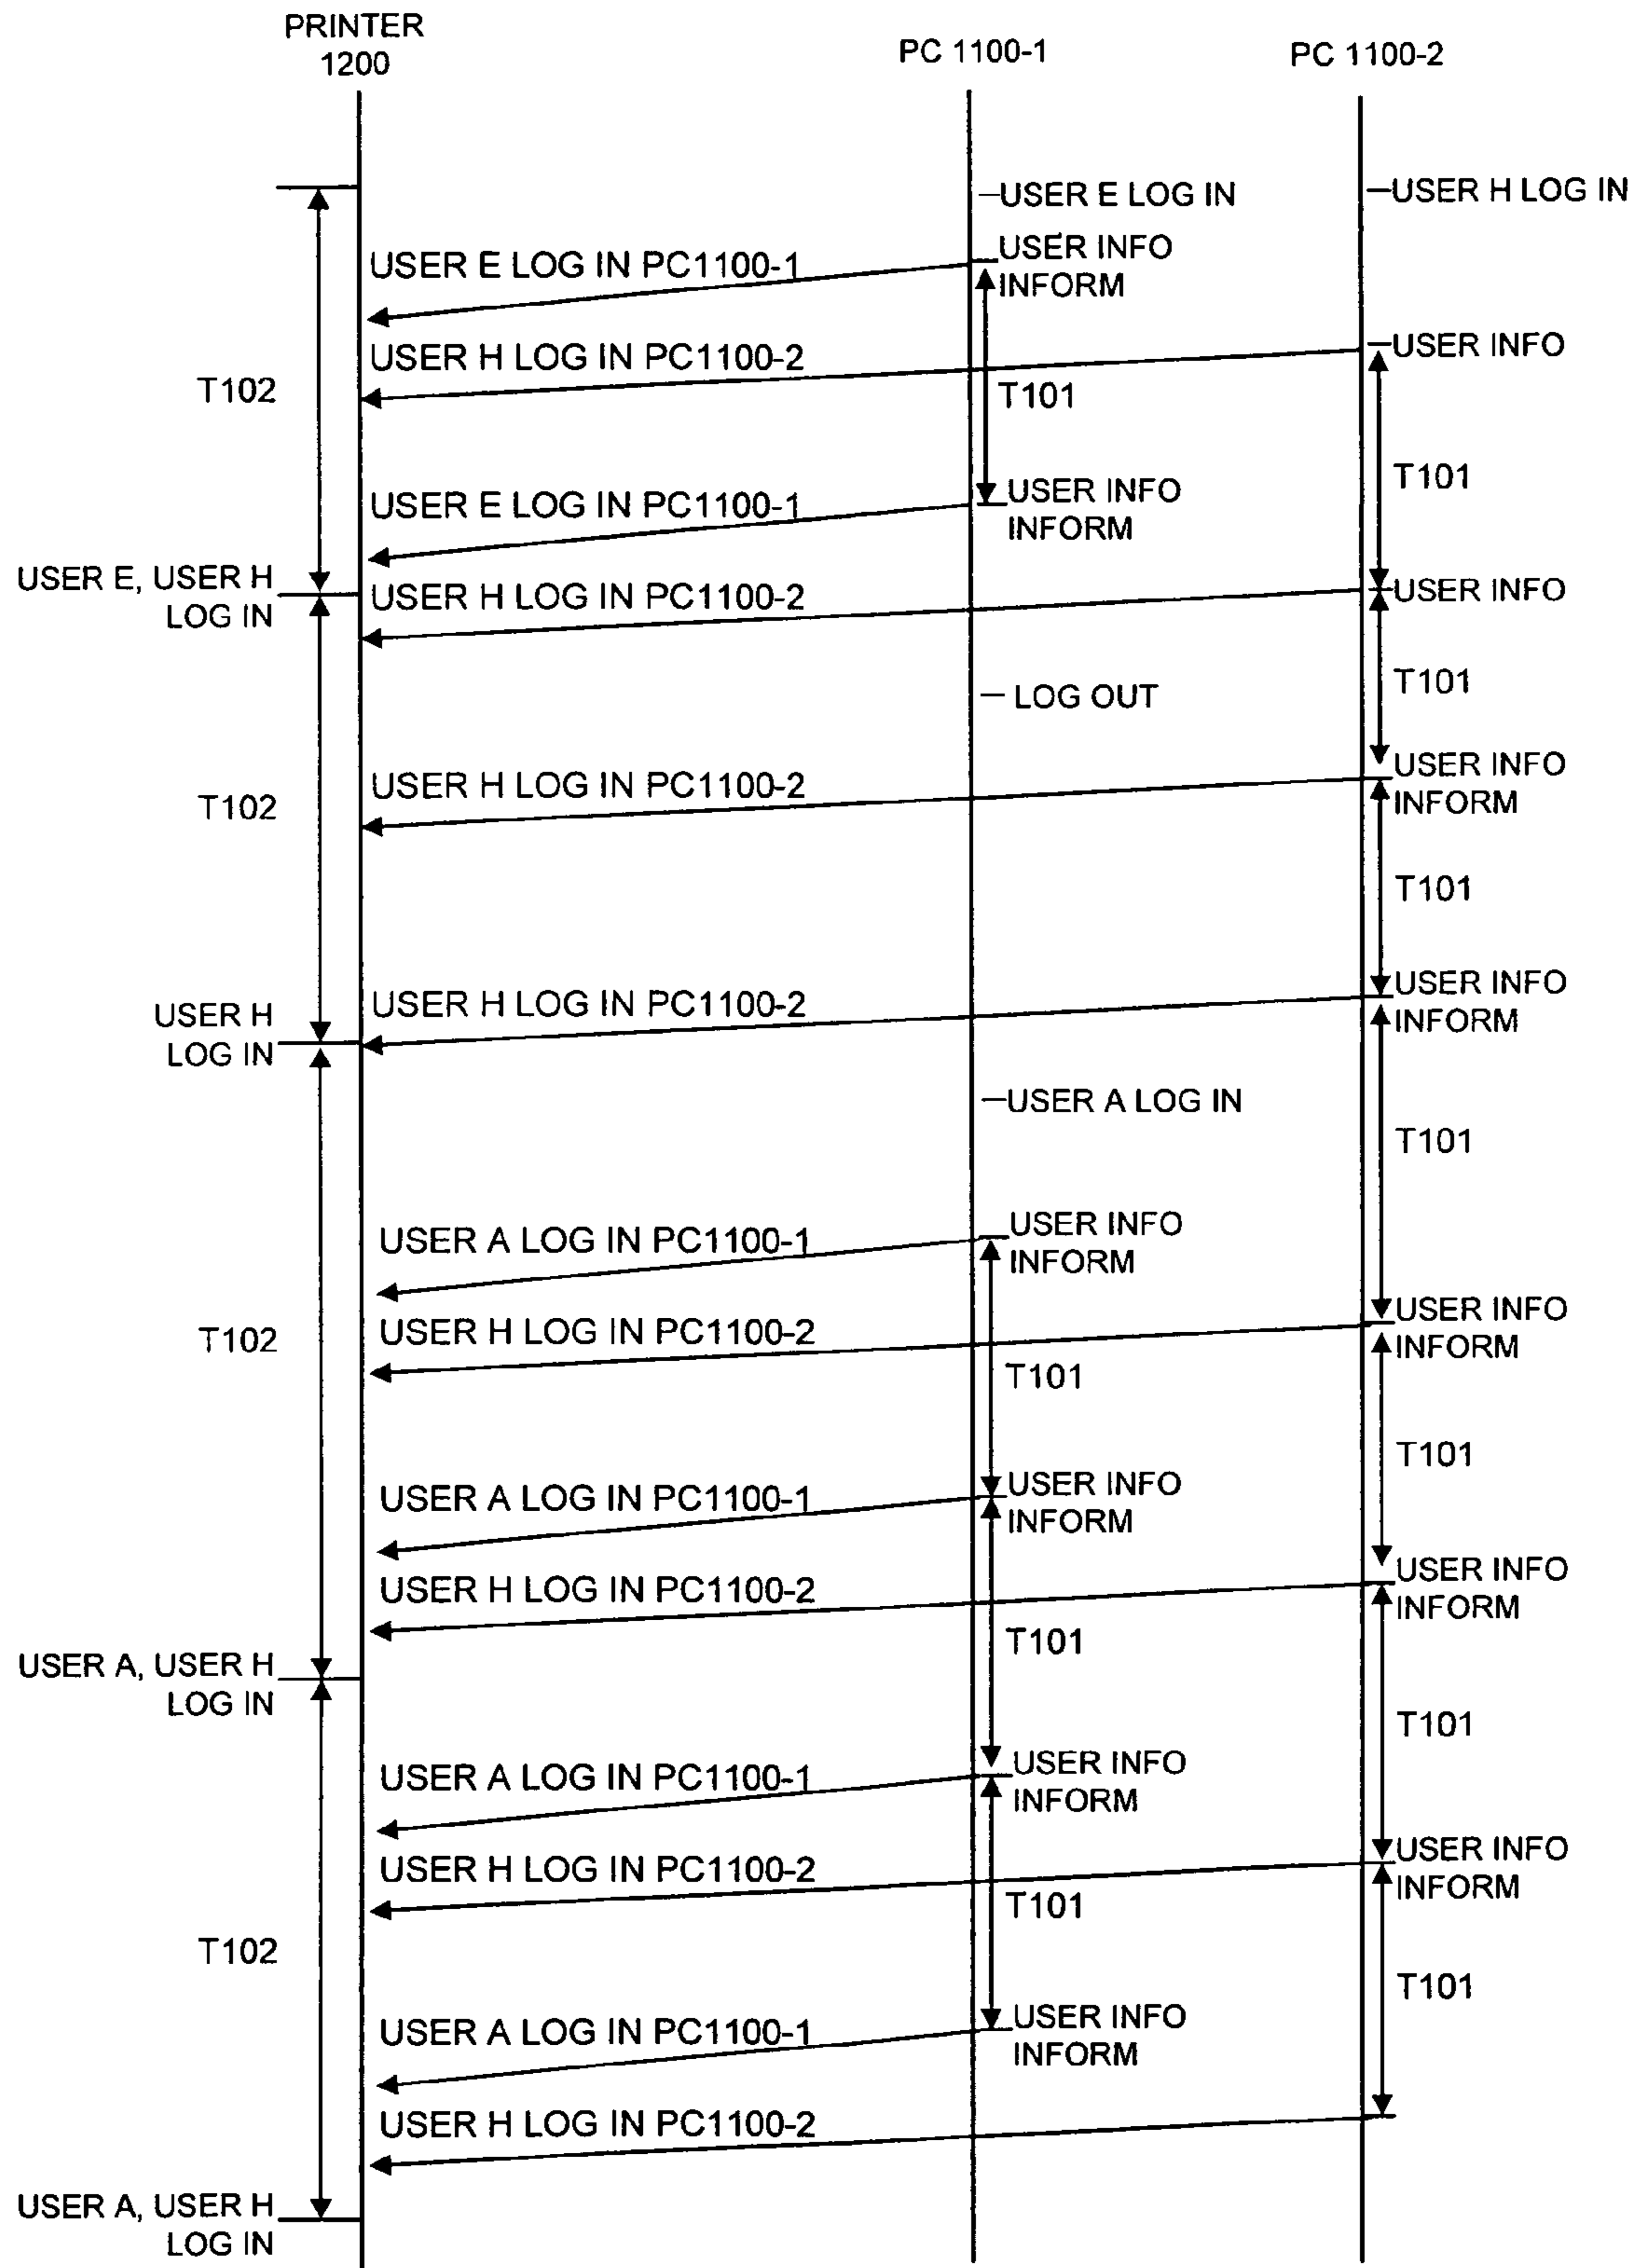 PRINTER
1200
PC 1100-1
PC 1100-2
USER E LOG IN
USER H LOG IN
USER E LOG IN PC1100-1
USER INFO
INFORM
USER H LOG IN PC1100-2
USER INFO
T102
T101
T101
USER E LOG IN PC1100-1
USER INFO
INFORM
USER E, USER H
LOG IN
USER H LOG IN PC1100-2
USER INFO
LOG OUT
T101
USER H LOG IN PC1100-2
USER INFO
INFORM
T102
T101
USER H
LOG IN
USER H LOG IN PC1100-2
USER INFO
INFORM
USER A LOG IN
T101
USER A LOG IN PC1100-1
USER INFO
INFORM
USER H LOG IN PC1100-2
USER INFO
INFORM
T102
T101
T101
USER A LOG IN PC1100-1
USER INFO
INFORM
USER H LOG IN PC1100-2
USER INFO
INFORM
T101
USER A, USER H
LOG IN
T101
USER A LOG IN PC1100-1
USER INFO
INFORM
USER H LOG IN PC1100-2
USER INFO
INFORM
T101
T102
T101
USER A LOG IN PC1100-1
USER INFO
INFORM
USER H LOG IN PC1100-2
USER A, USER H
LOG IN